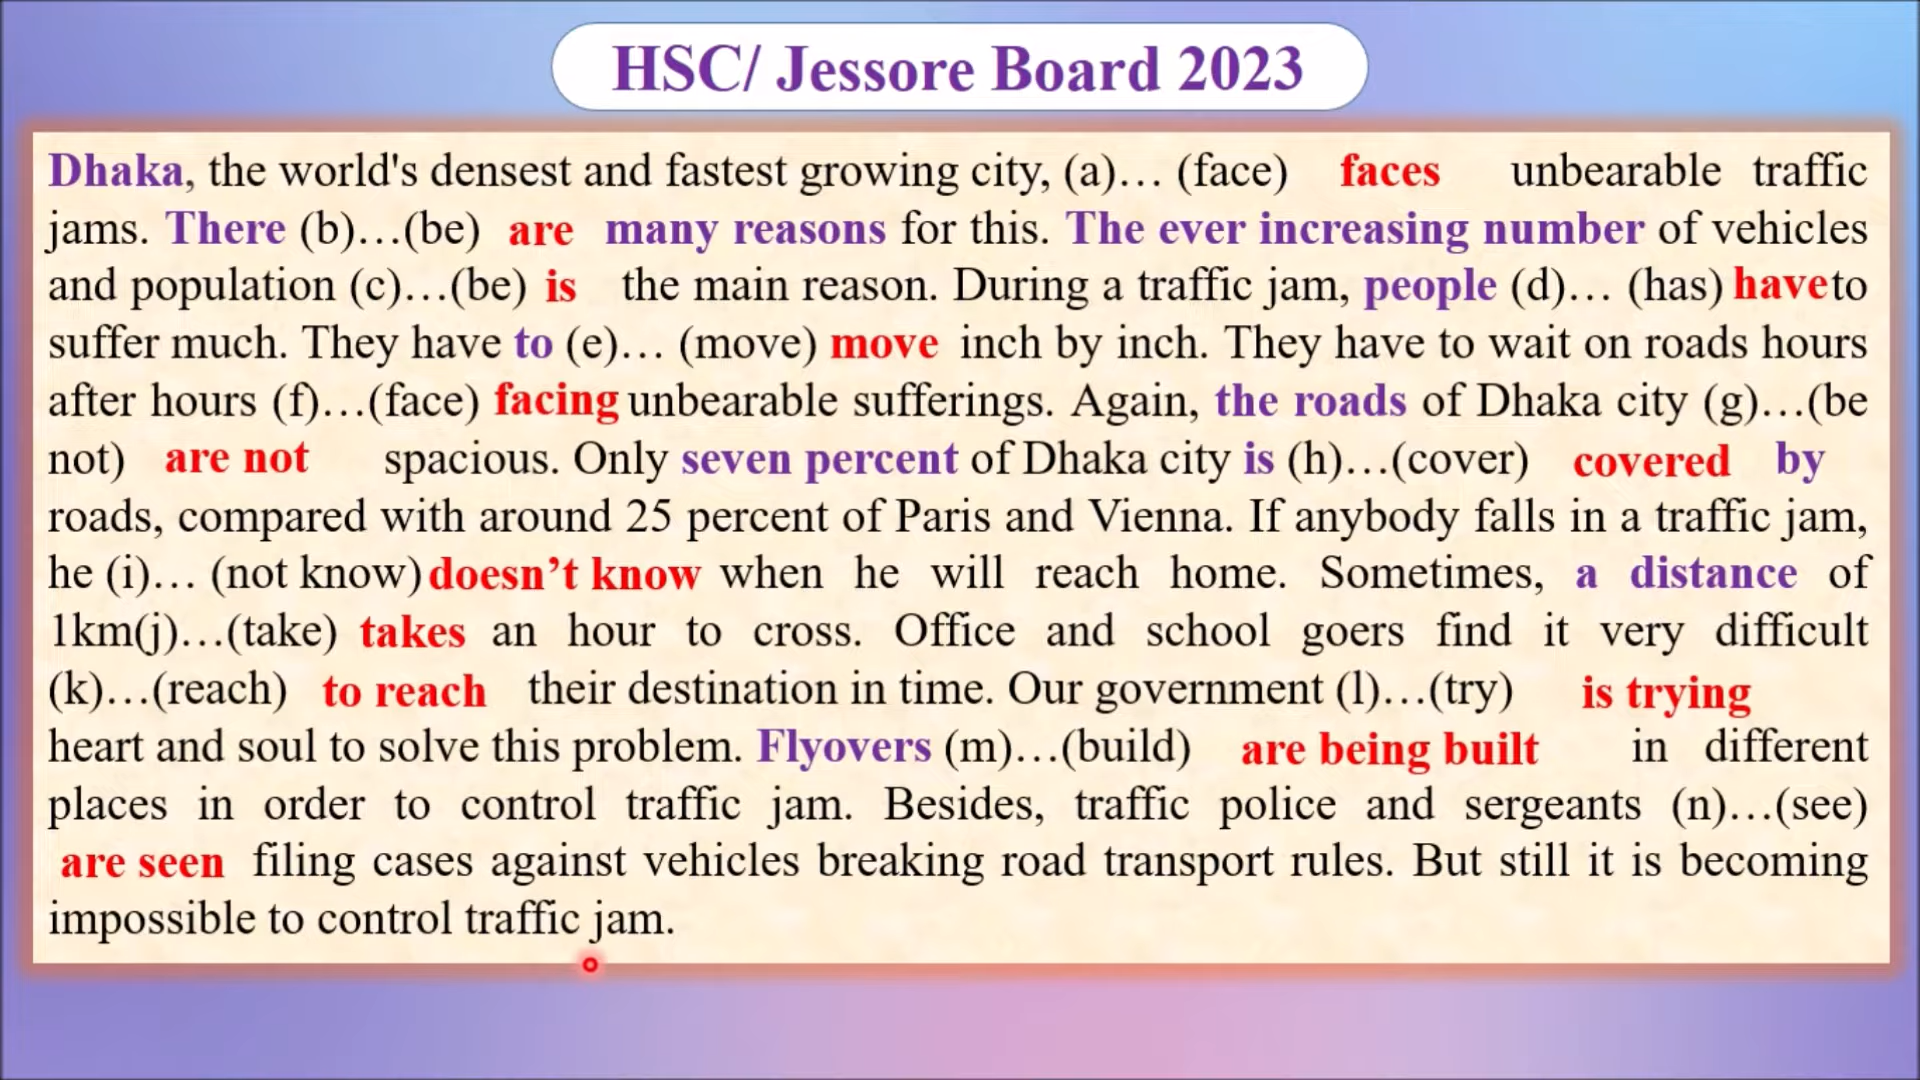 HSC/ Jessore Board 2023
Dhaka, the world's densest and fastest growing city, (a)… (face) faces unbearable traffic
jams. There (b)…(be) are many reasons for this. The ever increasing number of vehicles
and population (c)…(be) is the main reason. During a traffic jam, people (d)… (has) have to
suffer much. They have to (e)… (move) move inch by inch. They have to wait on roads hours
after hours (f)…(face) facing unbearable sufferings. Again, the roads of Dhaka city (g)…(be
not) are not spacious. Only seven percent of Dhaka city is (h)…(cover) covered by
roads, compared with around 25 percent of Paris and Vienna. If anybody falls in a traffic jam,
he (i)… (not know) doesn’t know when he will reach home. Sometimes, a distance of
1km(j)…(take) takes an hour to cross. Office and school goers find it very difficult
(k)…(reach) to reach their destination in time. Our government (l)…(try) is trying
heart and soul to solve this problem. Flyovers (m)…(build) are being built in different
places in order to control traffic jam. Besides, traffic police and sergeants (n)…(see)
are seen filing cases against vehicles breaking road transport rules. But still it is becoming
impossible to control traffic jam.